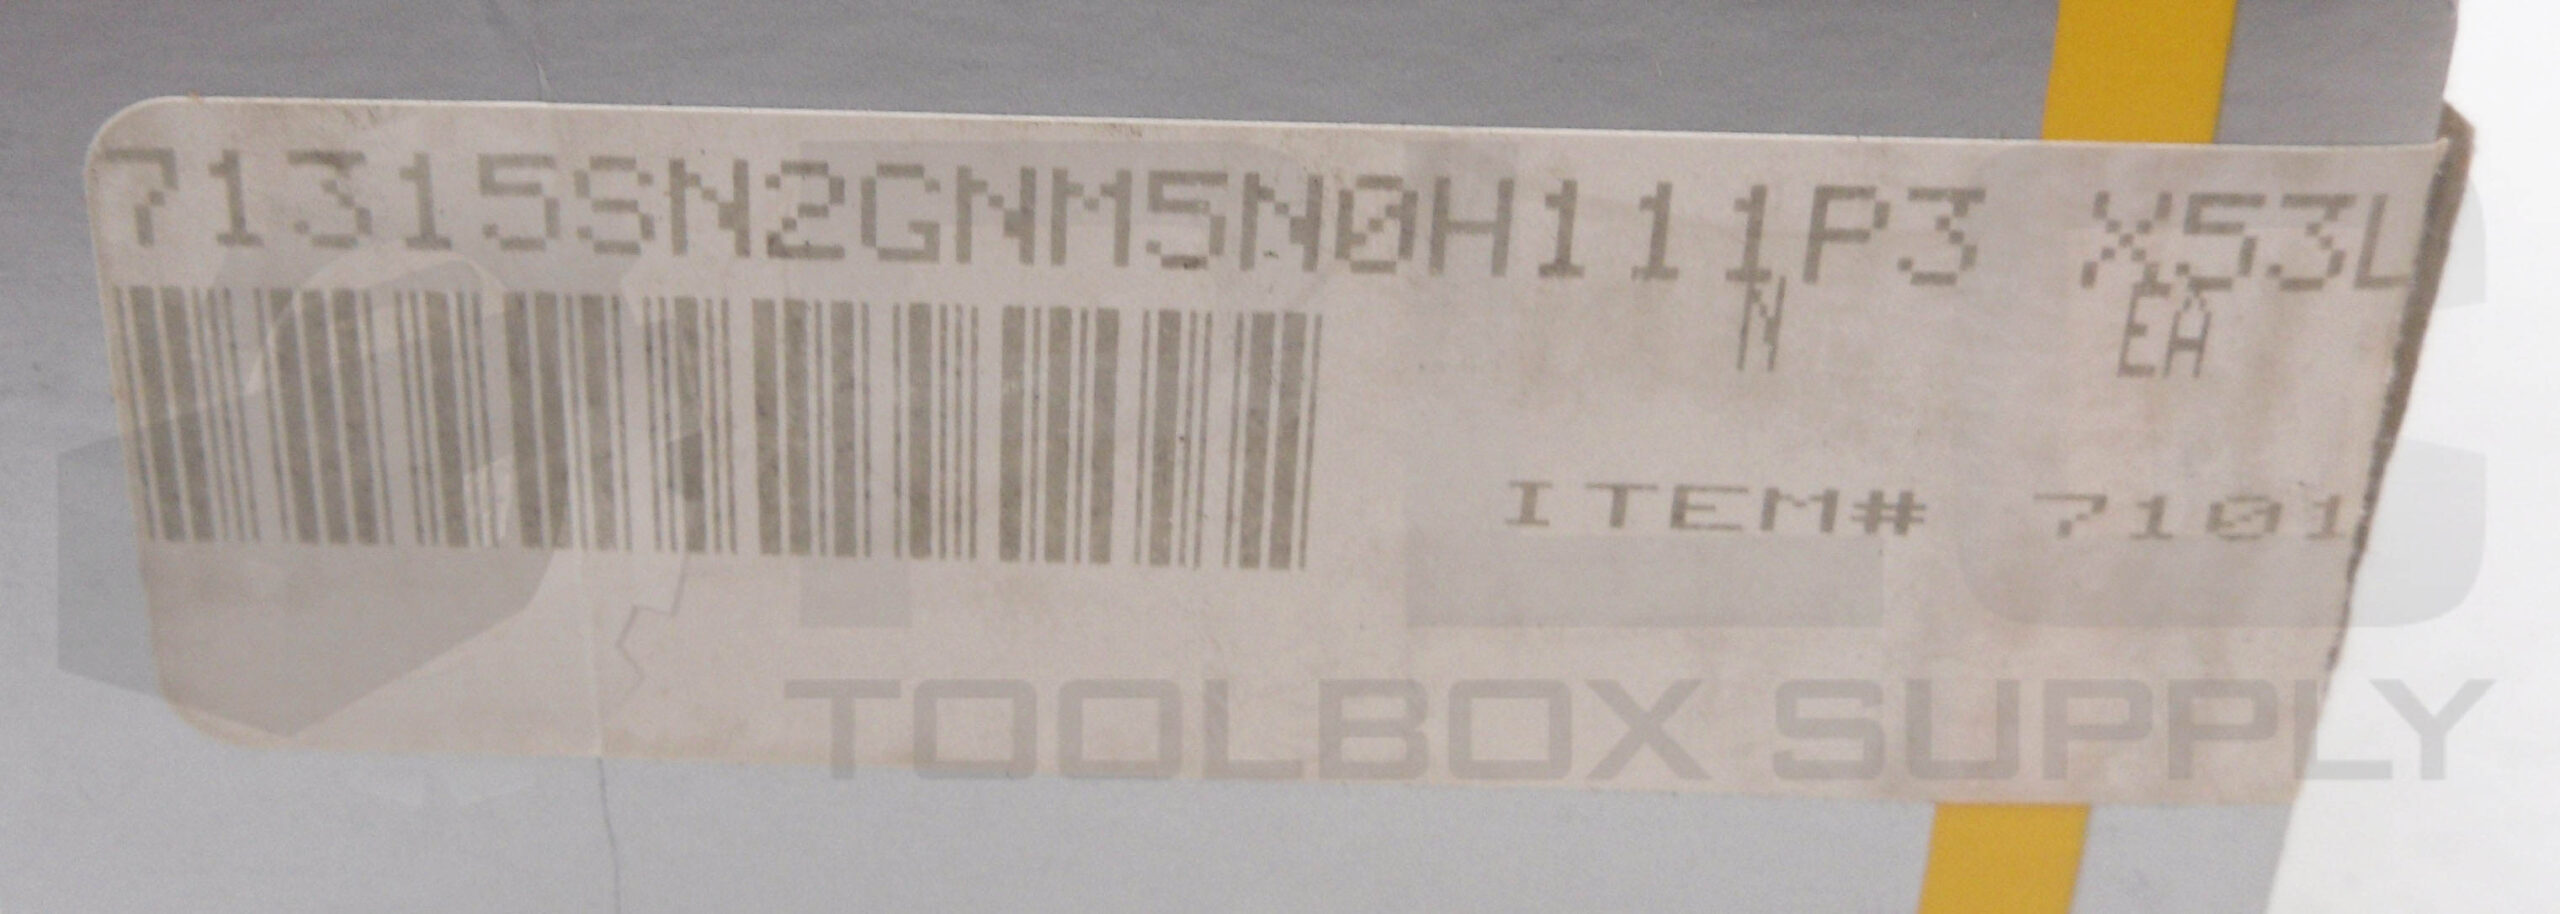 71315SN2GNM5N0H111P3 X53L
N EA
ITEM# 7101
TOOLBOX SUPPLY